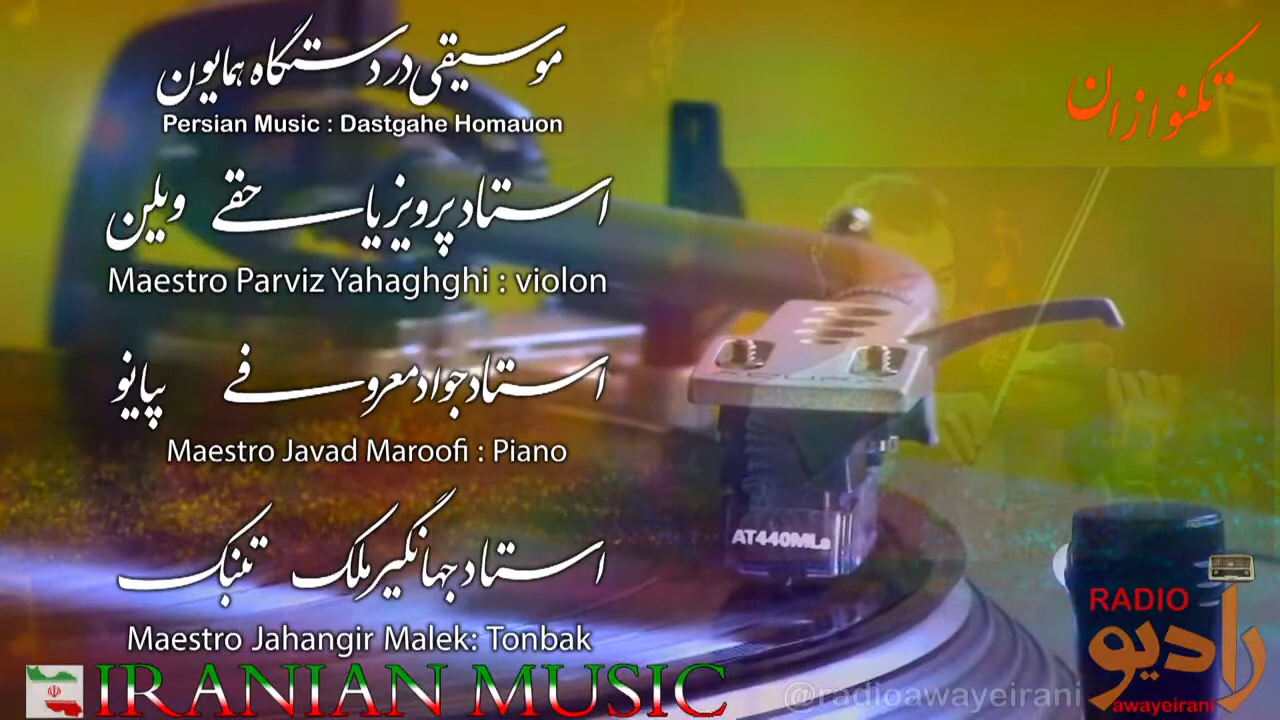 موسیقی در دستگاه همایون
Persian Music : Dastgahe Homauon
تکنوازان
استاد پرویز یاحقے ویلن
Maestro Parviz Yahaghghi : violon
استاد جواد معروفے پیانو
Maestro Javad Maroofi : Piano
AT440MLa
استاد جهانگیر ملک تنبک
Maestro Jahangir Malek: Tonbak
RADIO
رادیو
awayeirani
IRANIAN MUSIC
@radioawayeirani